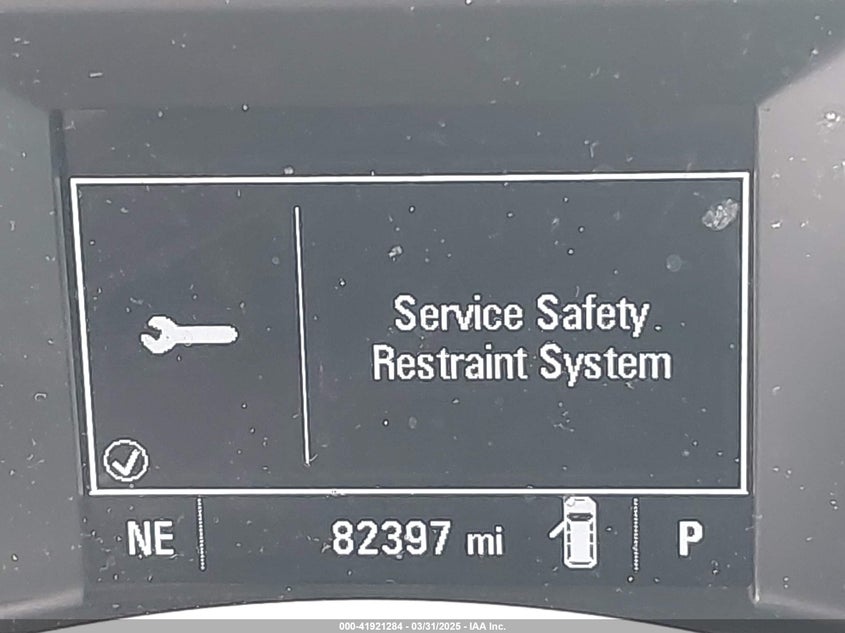 Service Safety
Restraint System
NE
82397 mi
P
000-41921284 - 03/31/2025 - IAA Inc.